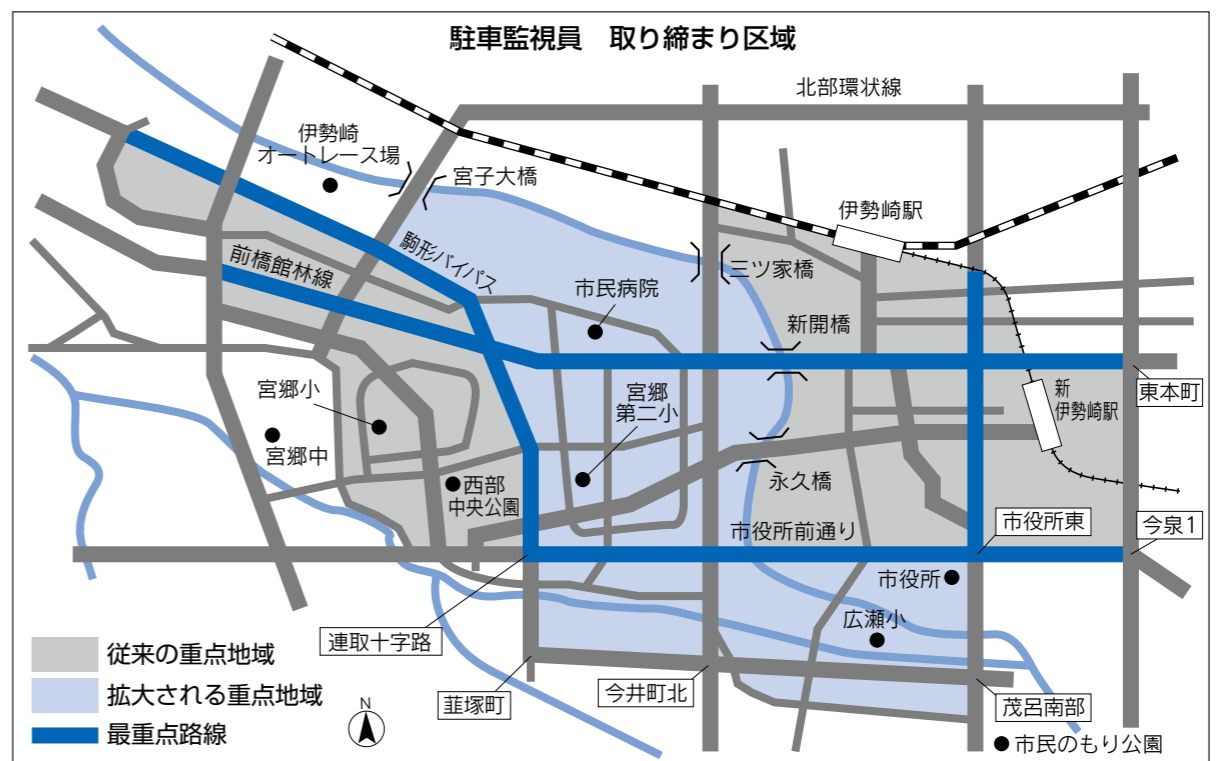 駐車監視員　取り締まり区域
北部環状線
伊勢崎
オートレース場
宮子大橋
伊勢崎駅
駒形バイパス
前橋館林線
三ツ家橋
市民病院
新開橋
宮郷小
宮郷
第二小
新
伊勢崎駅
東本町
宮郷中
西部
中央公園
永久橋
市役所前通り
市役所東
今泉1
市役所
広瀬小
連取十字路
韮塚町
今井町北
茂呂南部
市民のもり公園
従来の重点地域
拡大される重点地域
最重点路線
N